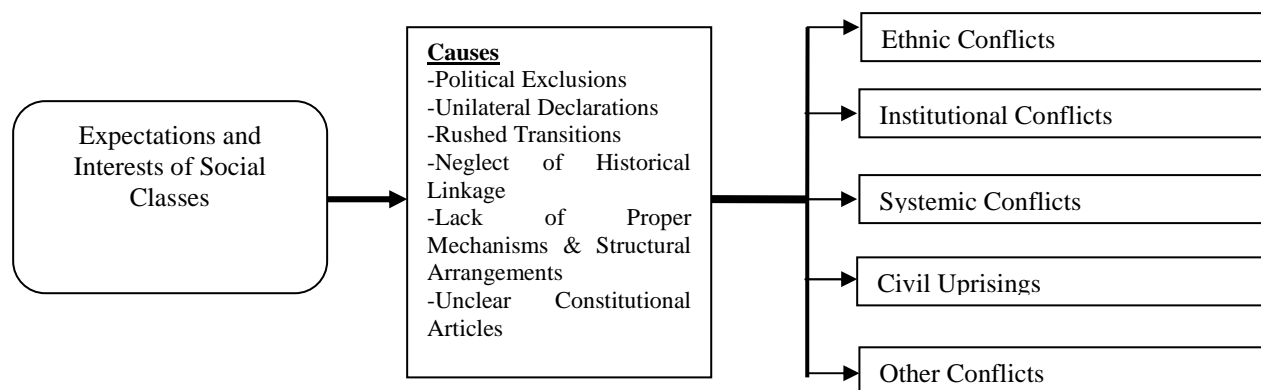 Expectations and
Interests of Social
Classes
Causes
-Political Exclusions
-Unilateral Declarations
-Rushed Transitions
-Neglect of Historical
Linkage
-Lack of Proper
Mechanisms & Structural
Arrangements
-Unclear Constitutional
Articles
Ethnic Conflicts
Institutional Conflicts
Systemic Conflicts
Civil Uprisings
Other Conflicts